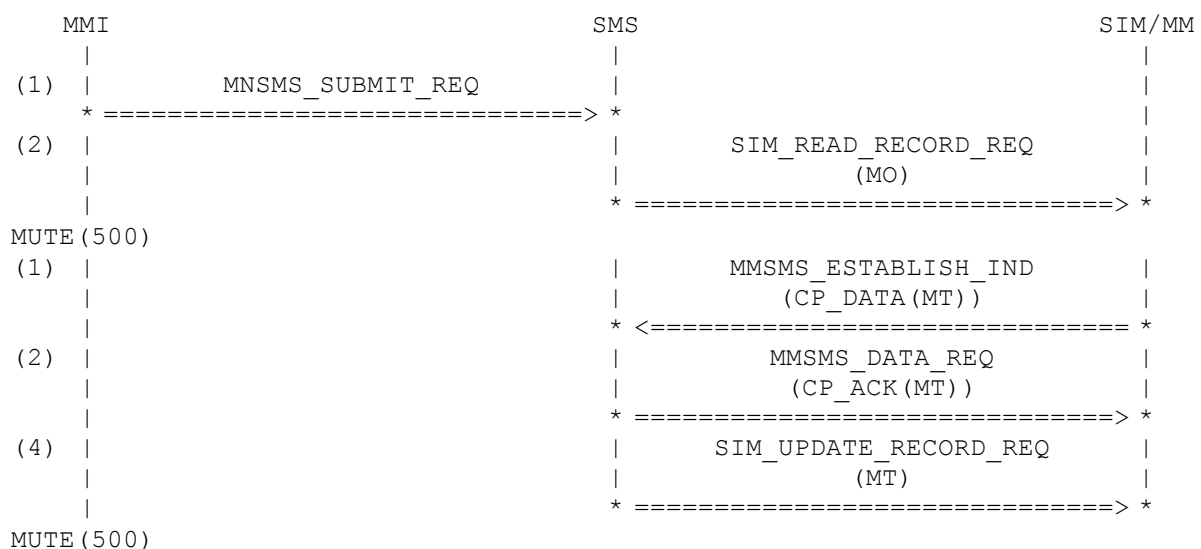 MMI SMS SIM/MM
| | |
(1) | MNSMS_SUBMIT_REQ | |
* ==============================> * |
(2) | | SIM_READ_RECORD_REQ |
| | (MO) |
| * ==============================> *
MUTE(500)
(1) | | MMSMS_ESTABLISH_IND |
| | (CP_DATA(MT)) |
| * <============================== *
(2) | | MMSMS_DATA_REQ |
| | (CP_ACK(MT)) |
| * ==============================> *
(4) | | SIM_UPDATE_RECORD_REQ |
| | (MT) |
| * ==============================> *
MUTE(500)